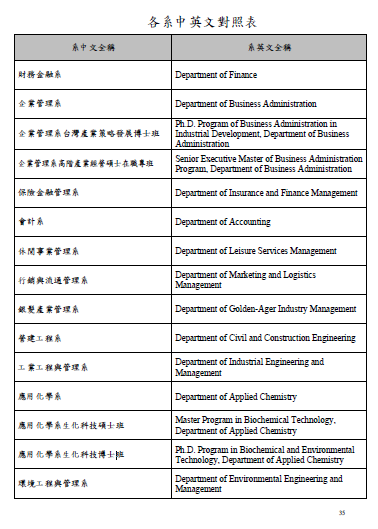 各系中英文對照表
系中文全稱 系英文全稱
財務金融系 Department of Finance
企業管理系 Department of Business Administration
企業管理系台灣產業策略發展博士班 Ph.D. Program of Business Administration in
Industrial Development, Department of Business
Administration
企業管理系高階產業經營碩士在職專班 Senior Executive Master of Business Administration
Program, Department of Business Administration
保險金融管理系 Department of Insurance and Finance Management
會計系 Department of Accounting
休閒事業管理系 Department of Leisure Services Management
行銷與流通管理系 Department of Marketing and Logistics
Management
銀髮產業管理系 Department of Golden-Ager Industry Management
營建工程系 Department of Civil and Construction Engineering
工業工程與管理系 Department of Industrial Engineering and
Management
應用化學系 Department of Applied Chemistry
應用化學系生化科技碩士班 Master Program in Biochemical Technology,
Department of Applied Chemistry
應用化學系生化科技博士班 Ph.D. Program in Biochemical and Environmental
Technology, Department of Applied Chemistry
環境工程與管理系 Department of Environmental Engineering and
Management
35